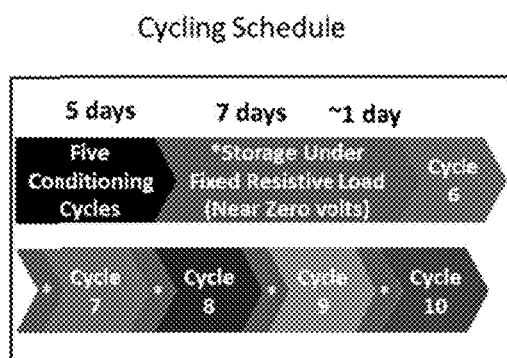 Cycling Schedule
5 days 7 days ~1 day
Five
Conditioning
Cycles
*Storage Under
Fixed Resistive Load
(Near Zero volts)
Cycle
6
* Cycle
7
* Cycle
8
* Cycle
9
* Cycle
10